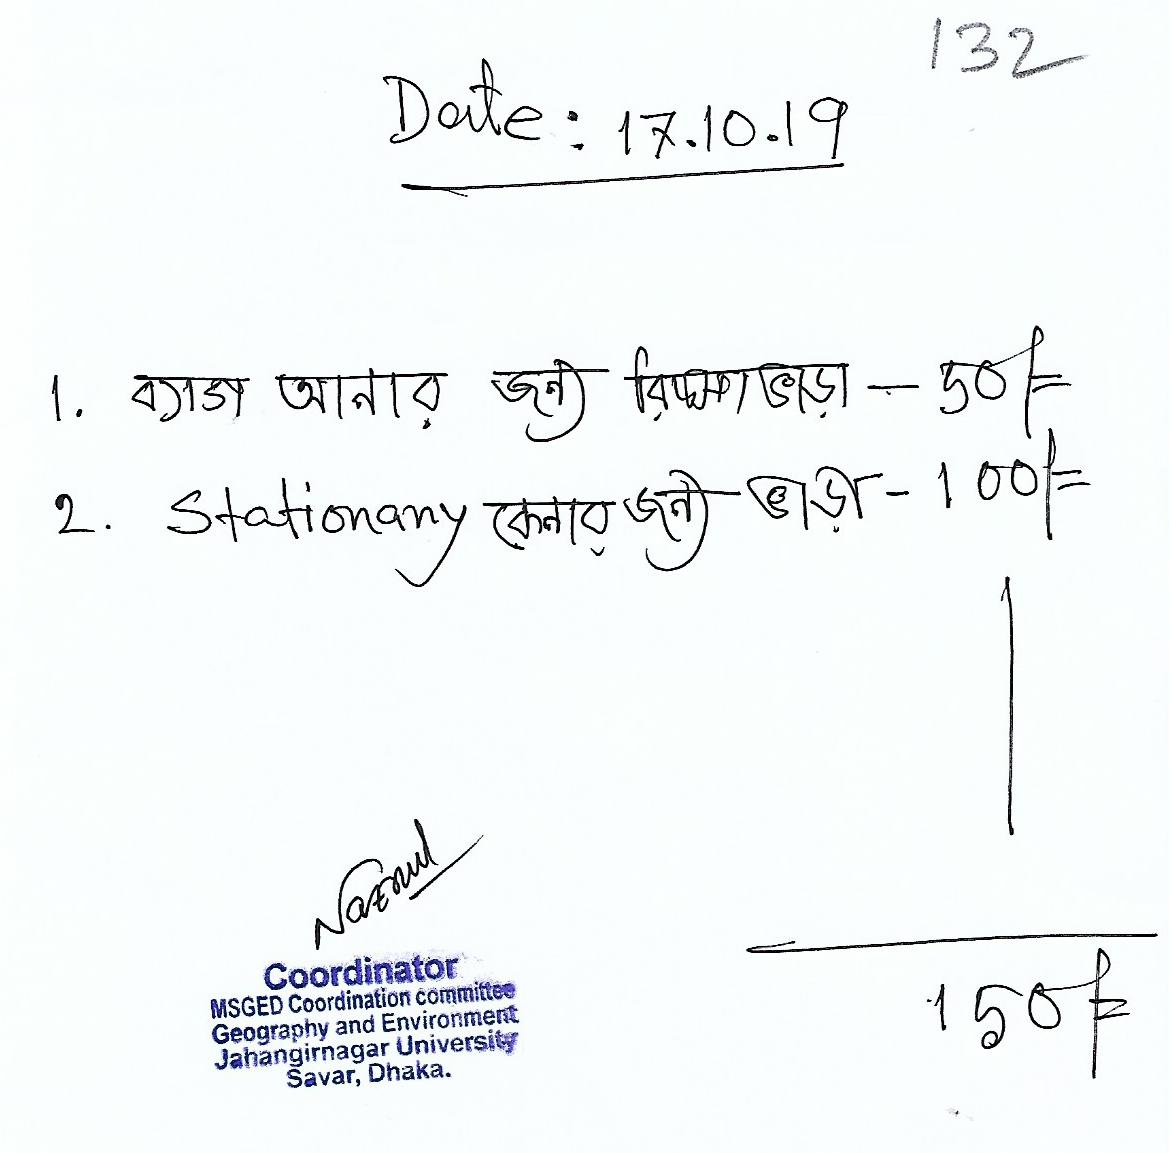 132
Date: 17.10.19
1. ব্যাজ আনার জন্য রিক্সা ভাড়া – 50/=
2. Stationany কেনার জন্য ভাড়া - 100/=
150/=
Nazmul
Coordinator
MSGED Coordination committee
Geography and Environment
Jahangirnagar University
Savar, Dhaka.